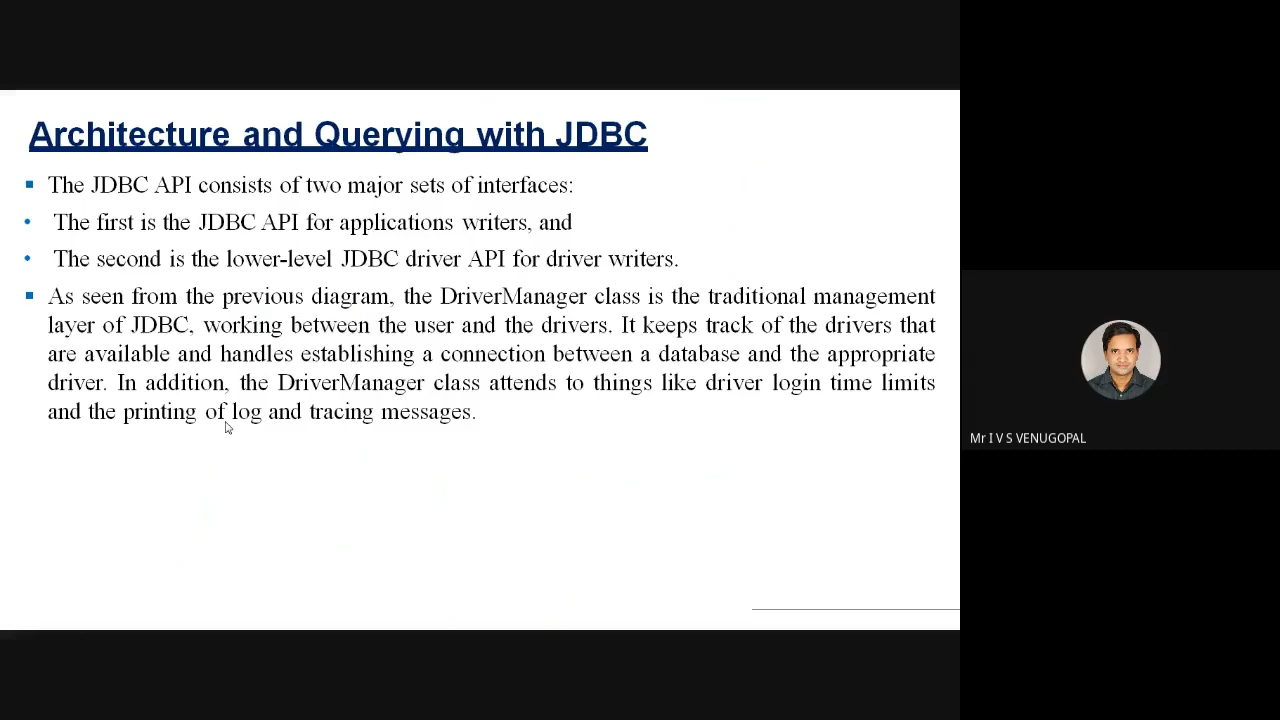 Architecture and Querying with JDBC
▪ The JDBC API consists of two major sets of interfaces:
• The first is the JDBC API for applications writers, and
• The second is the lower-level JDBC driver API for driver writers.
▪ As seen from the previous diagram, the DriverManager class is the traditional management
layer of JDBC, working between the user and the drivers. It keeps track of the drivers that
are available and handles establishing a connection between a database and the appropriate
driver. In addition, the DriverManager class attends to things like driver login time limits
and the printing of log and tracing messages.
Mr I V S VENUGOPAL